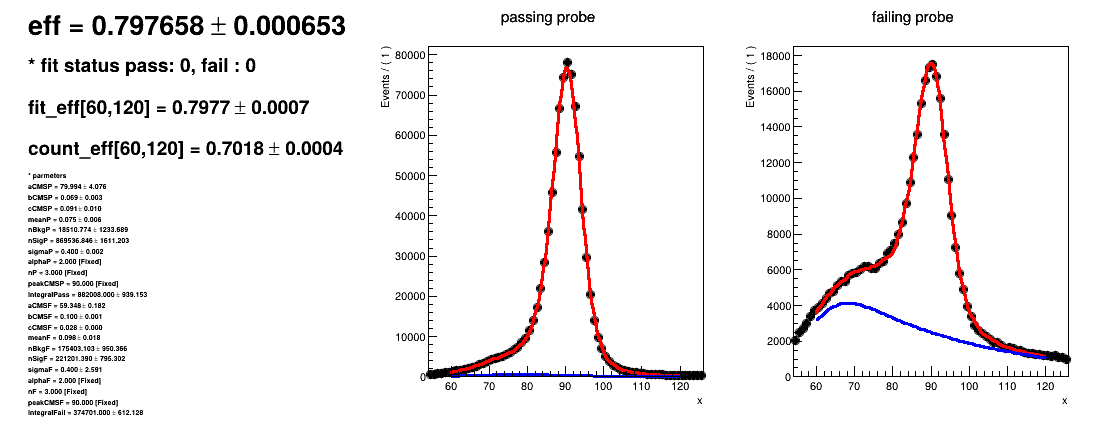 eff = 0.797658 ± 0.000653
* fit status pass: 0, fail : 0
fit_eff[60,120] = 0.7977 ± 0.0007
count_eff[60,120] = 0.7018 ± 0.0004
* parmeters
aCMSP = 79.994 ± 4.076
bCMSP = 0.069 ± 0.003
cCMSP = 0.091 ± 0.010
meanP = 0.075 ± 0.006
nBkgP = 18510.774 ± 1233.689
nSigP = 869536.846 ± 1611.203
sigmaP = 0.400 ± 0.002
alphaP = 2.000 [Fixed]
nP = 3.000 [Fixed]
peakCMSP = 90.000 [Fixed]
integralPass = 882008.000 ± 939.153
aCMSF = 59.348 ± 0.182
bCMSF = 0.100 ± 0.001
cCMSF = 0.028 ± 0.000
meanF = 0.098 ± 0.018
nBkgF = 175403.103 ± 950.366
nSigF = 221201.390 ± 795.302
sigmaF = 0.400 ± 2.591
alphaF = 2.000 [Fixed]
nF = 3.000 [Fixed]
peakCMSF = 90.000 [Fixed]
integralFail = 374701.000 ± 612.128
passing probe
Events / ( 1 )
80000
70000
60000
50000
40000
30000
20000
10000
0
60 70 80 90 100 110 120
x
failing probe
Events / ( 1 )
18000
16000
14000
12000
10000
8000
6000
4000
2000
0
60 70 80 90 100 110 120
x